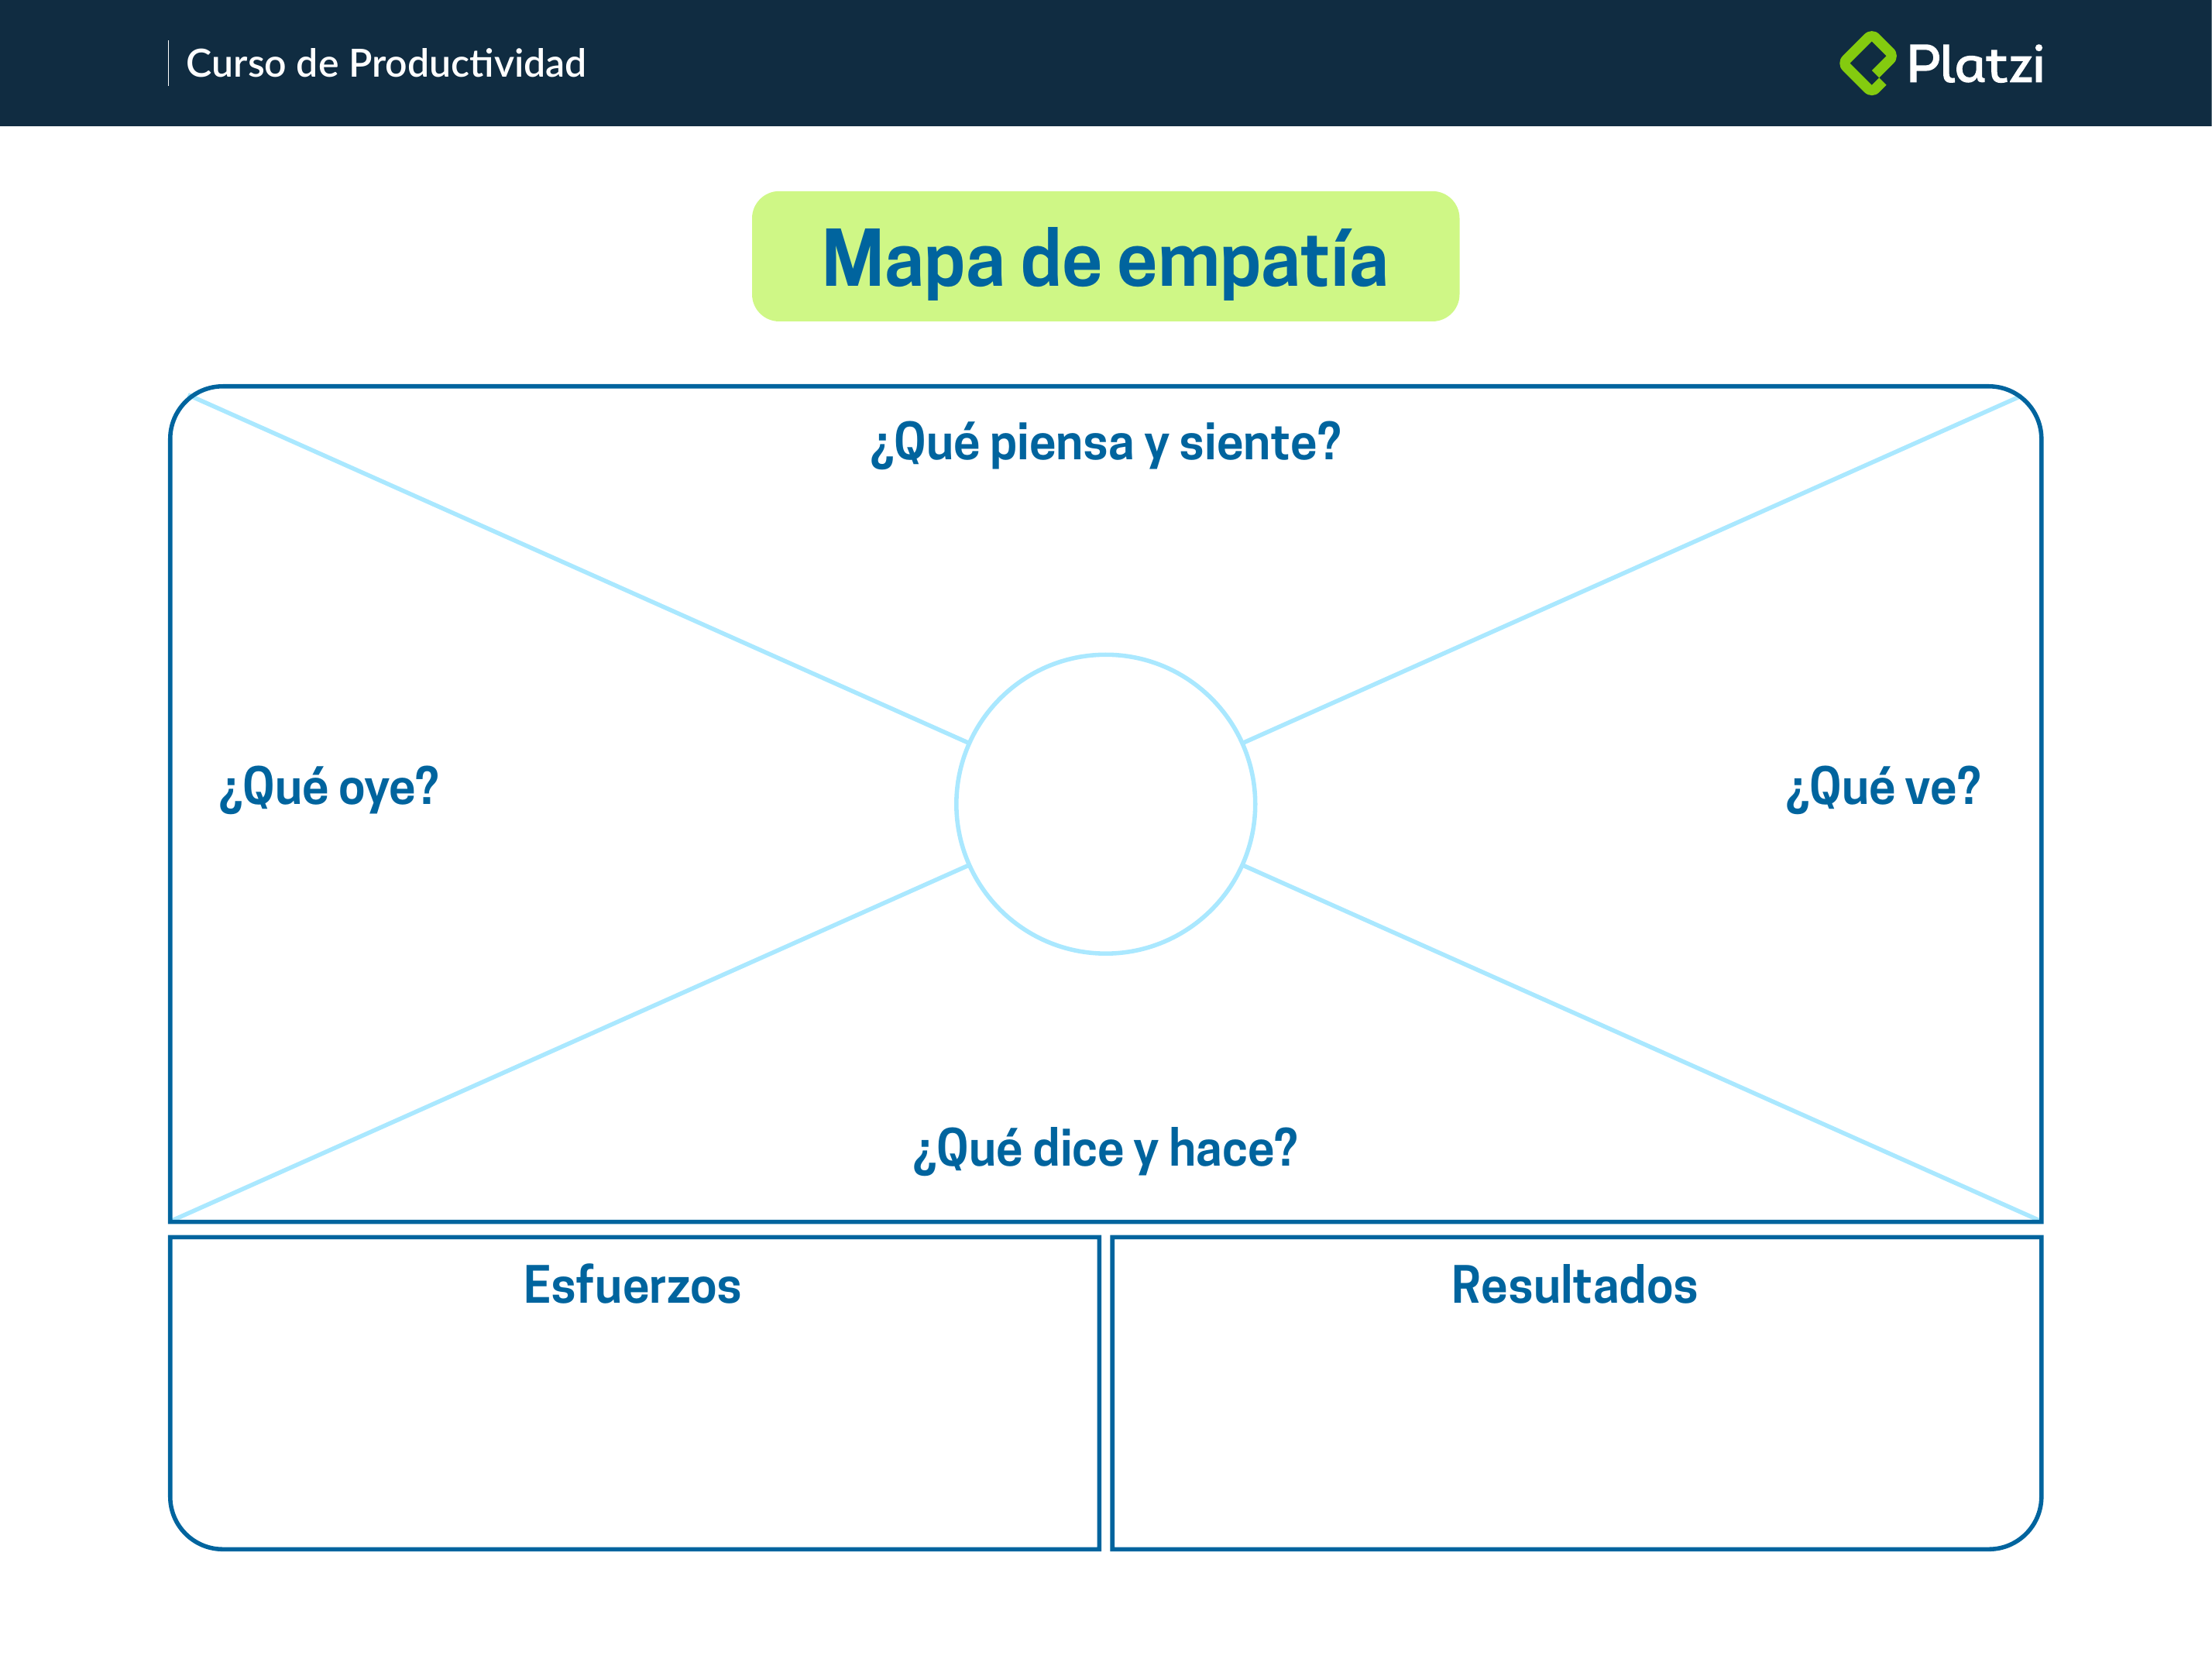 Curso de Productividad
Platzi
Mapa de empatía
¿Qué piensa y siente?
¿Qué oye?
¿Qué ve?
¿Qué dice y hace?
Esfuerzos
Resultados